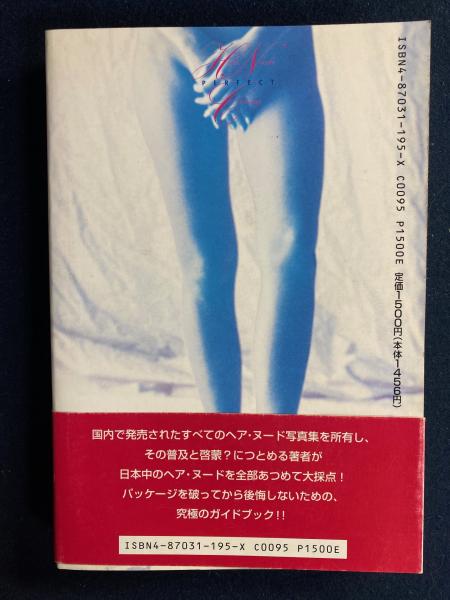 Hair Nude
PERFECT
ISBN4-87031-195-X C0095 P1500E 定価1500円(本体1456円)
国内で発売されたすべてのヘア・ヌード写真集を所有し、
その普及と啓蒙？につとめる著者が
日本中のヘア・ヌードを全部あつめて大採点！
パッケージを破ってから後悔しないための、
究極のガイドブック!!
ISBN4-87031-195-X C0095 P1500E